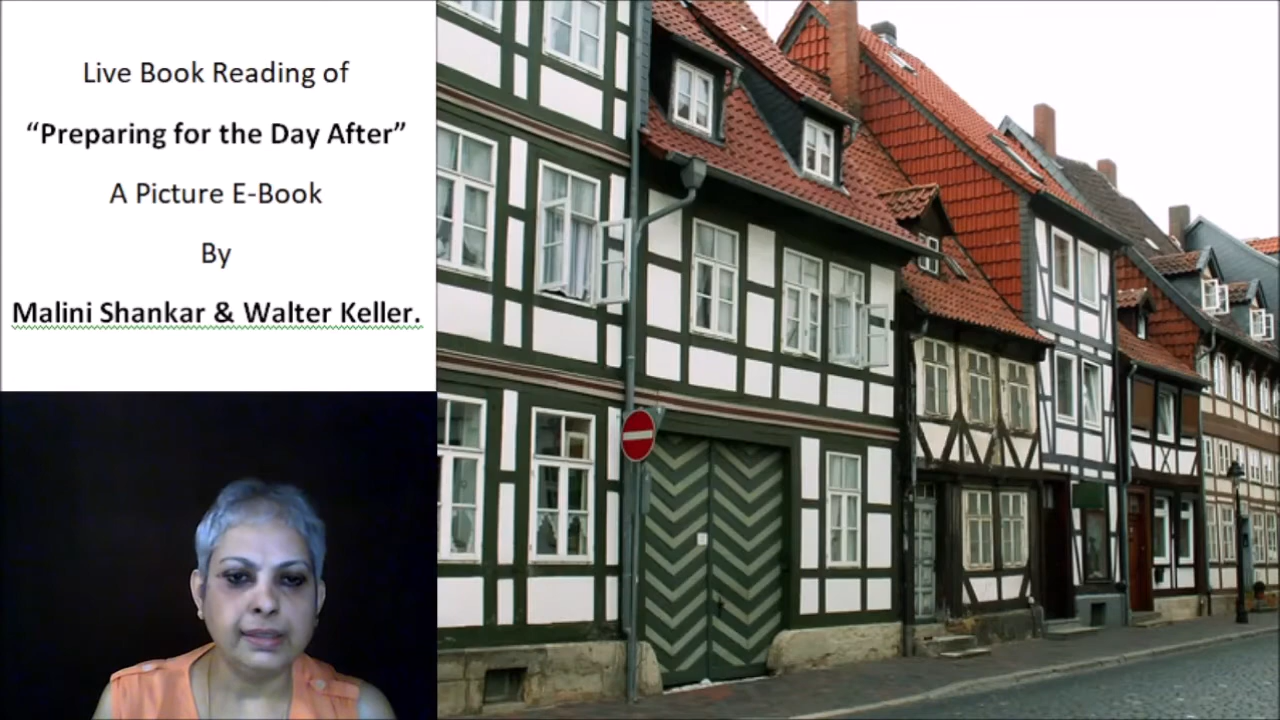 Live Book Reading of
“Preparing for the Day After”
A Picture E-Book
By
Malini Shankar & Walter Keller.